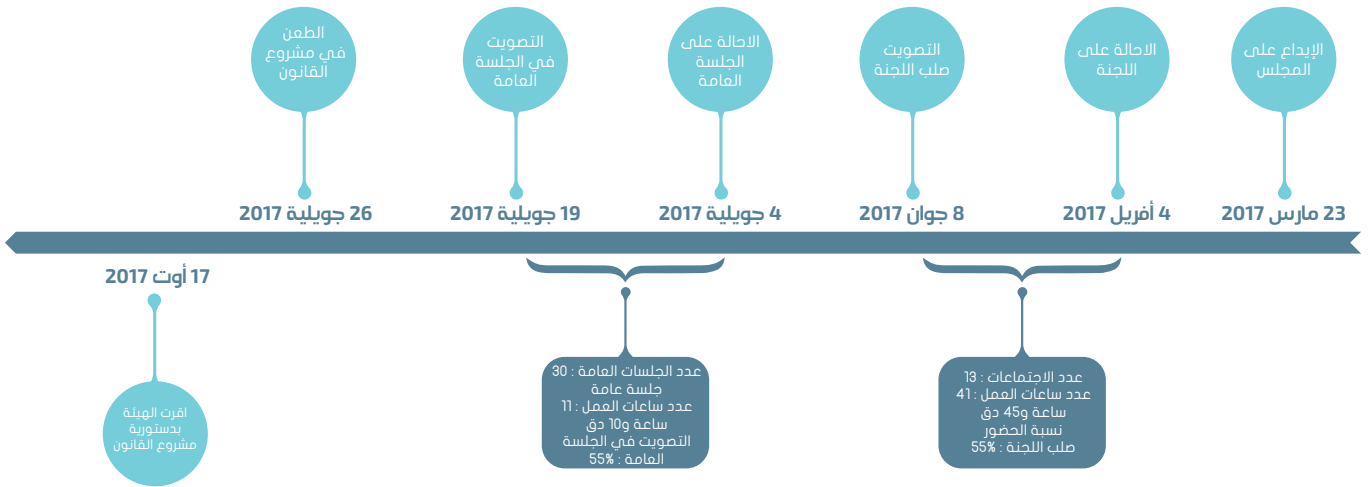 الإيداع على
المجلس
23 مارس 2017
الاحالة على
اللجنة
4 أفريل 2017
التصويت
صلب اللجنة
8 جوان 2017
الاحالة على
الجلسة
العامة
4 جويلية 2017
التصويت
في الجلسة
العامة
19 جويلية 2017
الطعن
في مشروع
القانون
26 جويلية 2017
عدد الاجتماعات : 13
عدد ساعات العمل : 41
ساعة و45 دق
نسبة الحضور
صلب اللجنة : 55%
عدد الجلسات العامة : 30
جلسة عامة
عدد ساعات العمل : 11
ساعة و10 دق
التصويت في الجلسة
العامة : 55%
17 أوت 2017
اقرت الهيئة
بدستورية
مشروع القانون